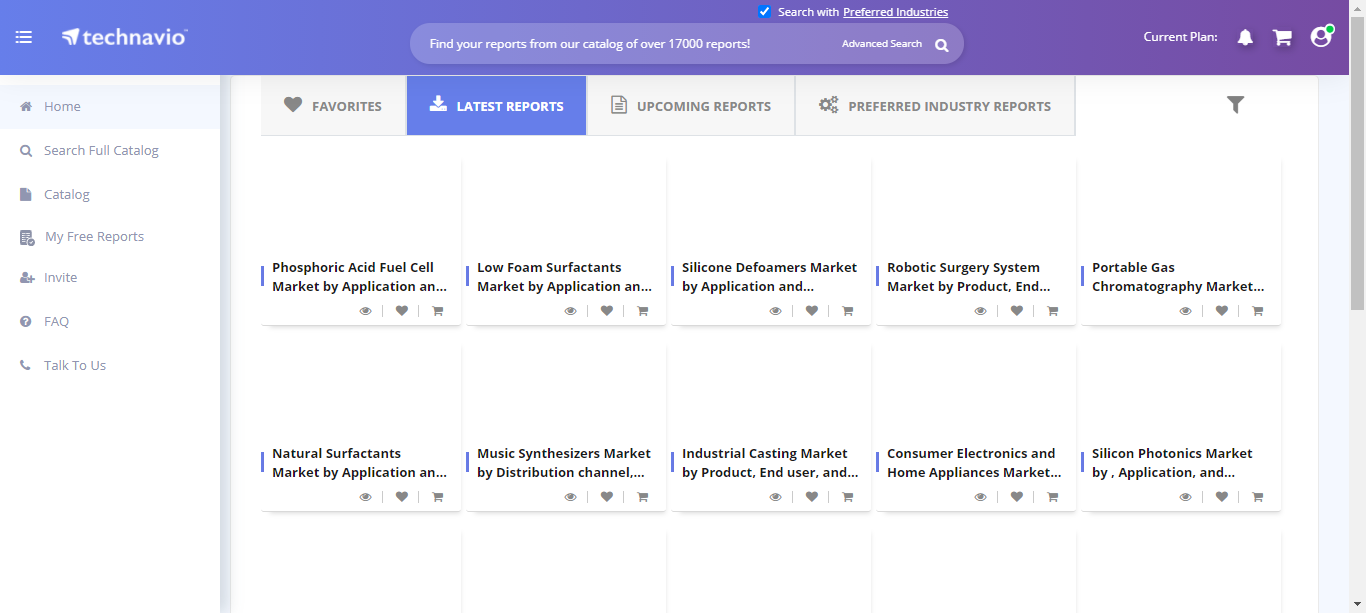 Search with Preferred Industries
technavio
Find your reports from our catalog of over 17000 reports!
Advanced Search
Current Plan:
Home
Search Full Catalog
Catalog
My Free Reports
Invite
FAQ
Talk To Us
FAVORITES
LATEST REPORTS
UPCOMING REPORTS
PREFERRED INDUSTRY REPORTS
Phosphoric Acid Fuel Cell
Market by Application an...
Low Foam Surfactants
Market by Application an...
Silicone Defoamers Market
by Application and...
Robotic Surgery System
Market by Product, End...
Portable Gas
Chromatography Market...
Natural Surfactants
Market by Application an...
Music Synthesizers Market
by Distribution channel,...
Industrial Casting Market
by Product, End user, and...
Consumer Electronics and
Home Appliances Market...
Silicon Photonics Market
by , Application, and...